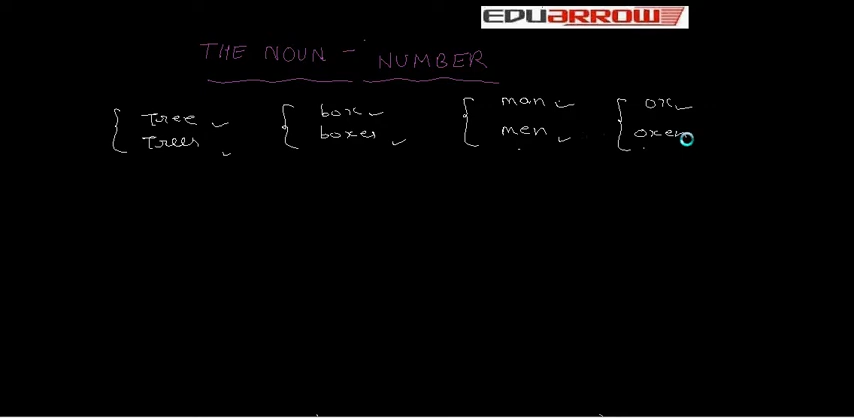 EDUARROW
THE NOUN - NUMBER
Tree box man ox
Trees boxes men oxen